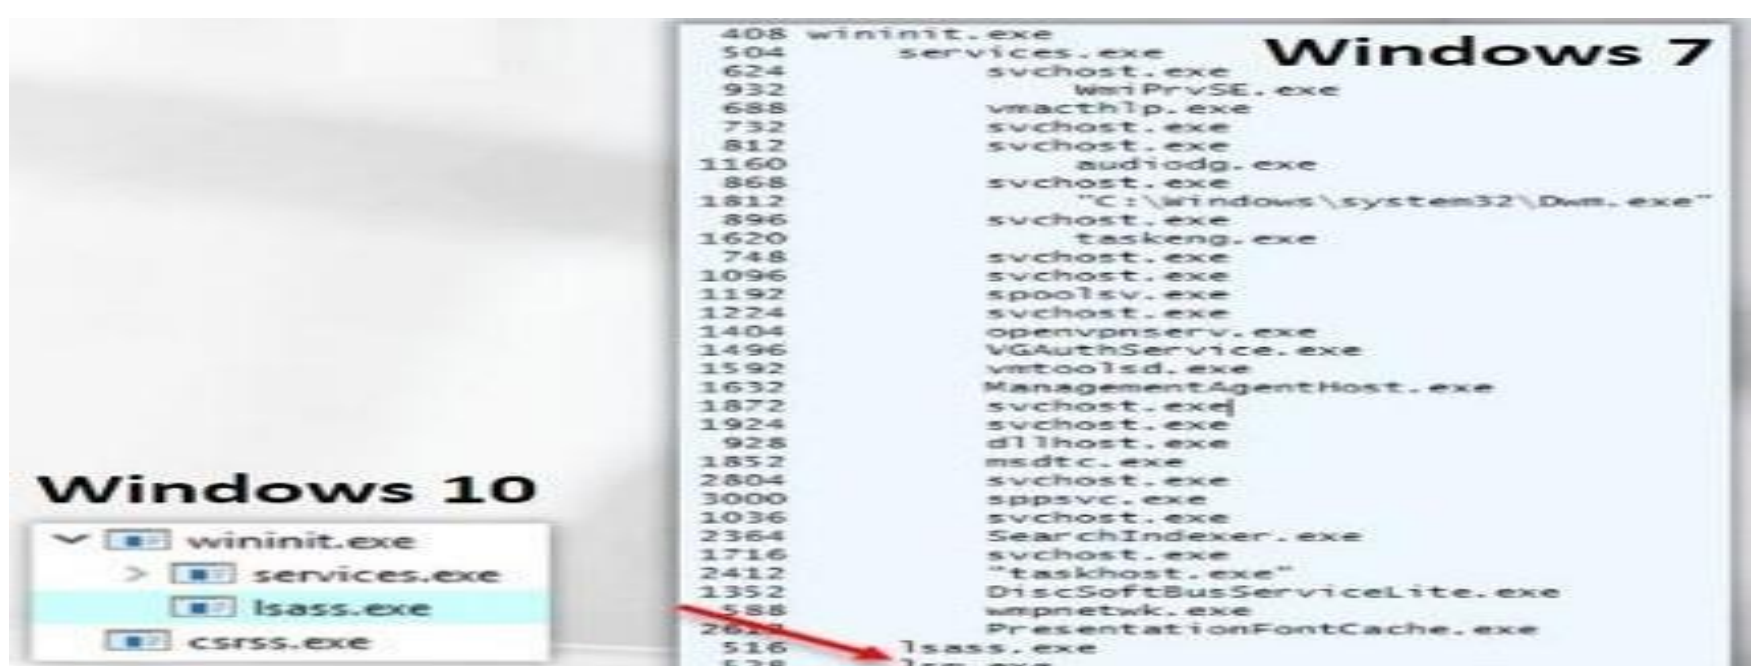 408 wininit.exe
504 services.exe
Windows 7
624 svchost.exe
932 WmiPrvSE.exe
688 vmacthlp.exe
732 svchost.exe
812 svchost.exe
1160 audiodg.exe
868 svchost.exe
1812 "C:\Windows\system32\Dwm.exe"
896 svchost.exe
1620 taskeng.exe
748 svchost.exe
1096 svchost.exe
1192 spoolsv.exe
1224 svchost.exe
1404 openvpnserv.exe
1496 VGAuthService.exe
1592 vmtoolsd.exe
1632 ManagementAgentHost.exe
1872 svchost.exe
1924 svchost.exe
928 dllhost.exe
1852 msdtc.exe
2804 svchost.exe
3000 sppsvc.exe
1036 svchost.exe
2364 SearchIndexer.exe
1716 svchost.exe
2412 "taskhost.exe"
1352 DiscSoftBusServiceLite.exe
588 wmpnetwk.exe
PresentationFontCache.exe
516 lsass.exe
528 lsm.exe
Windows 10
wininit.exe
services.exe
lsass.exe
csrss.exe